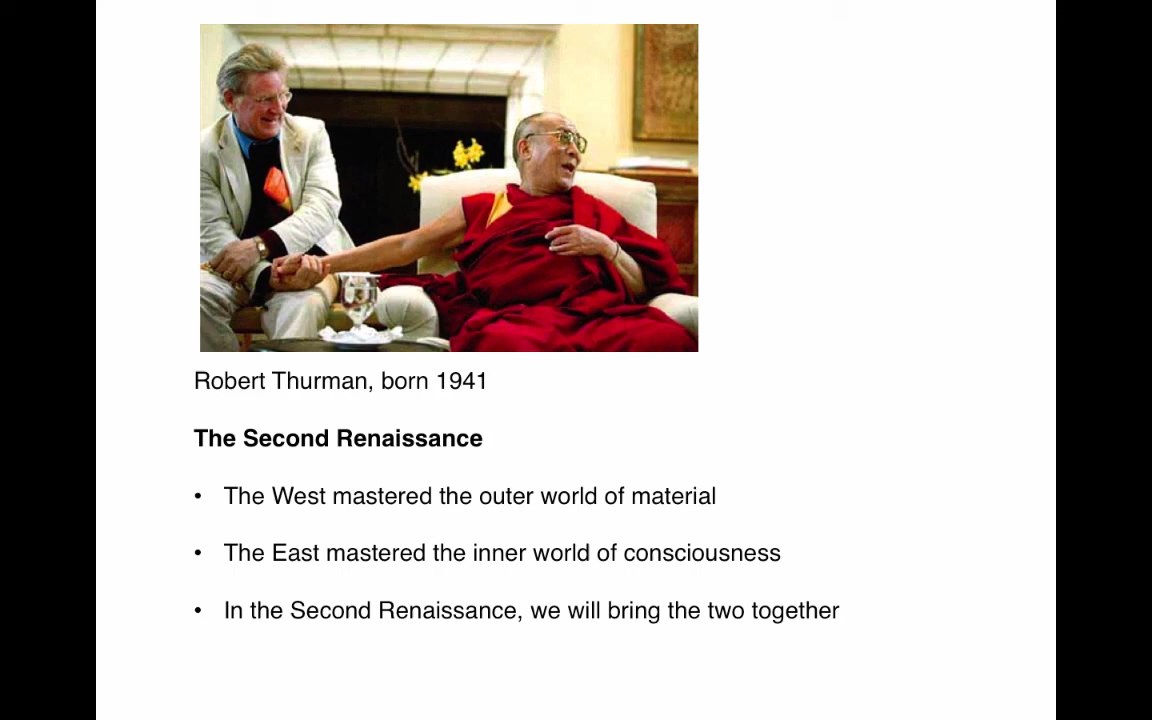 Robert Thurman, born 1941
The Second Renaissance
• The West mastered the outer world of material
• The East mastered the inner world of consciousness
• In the Second Renaissance, we will bring the two together